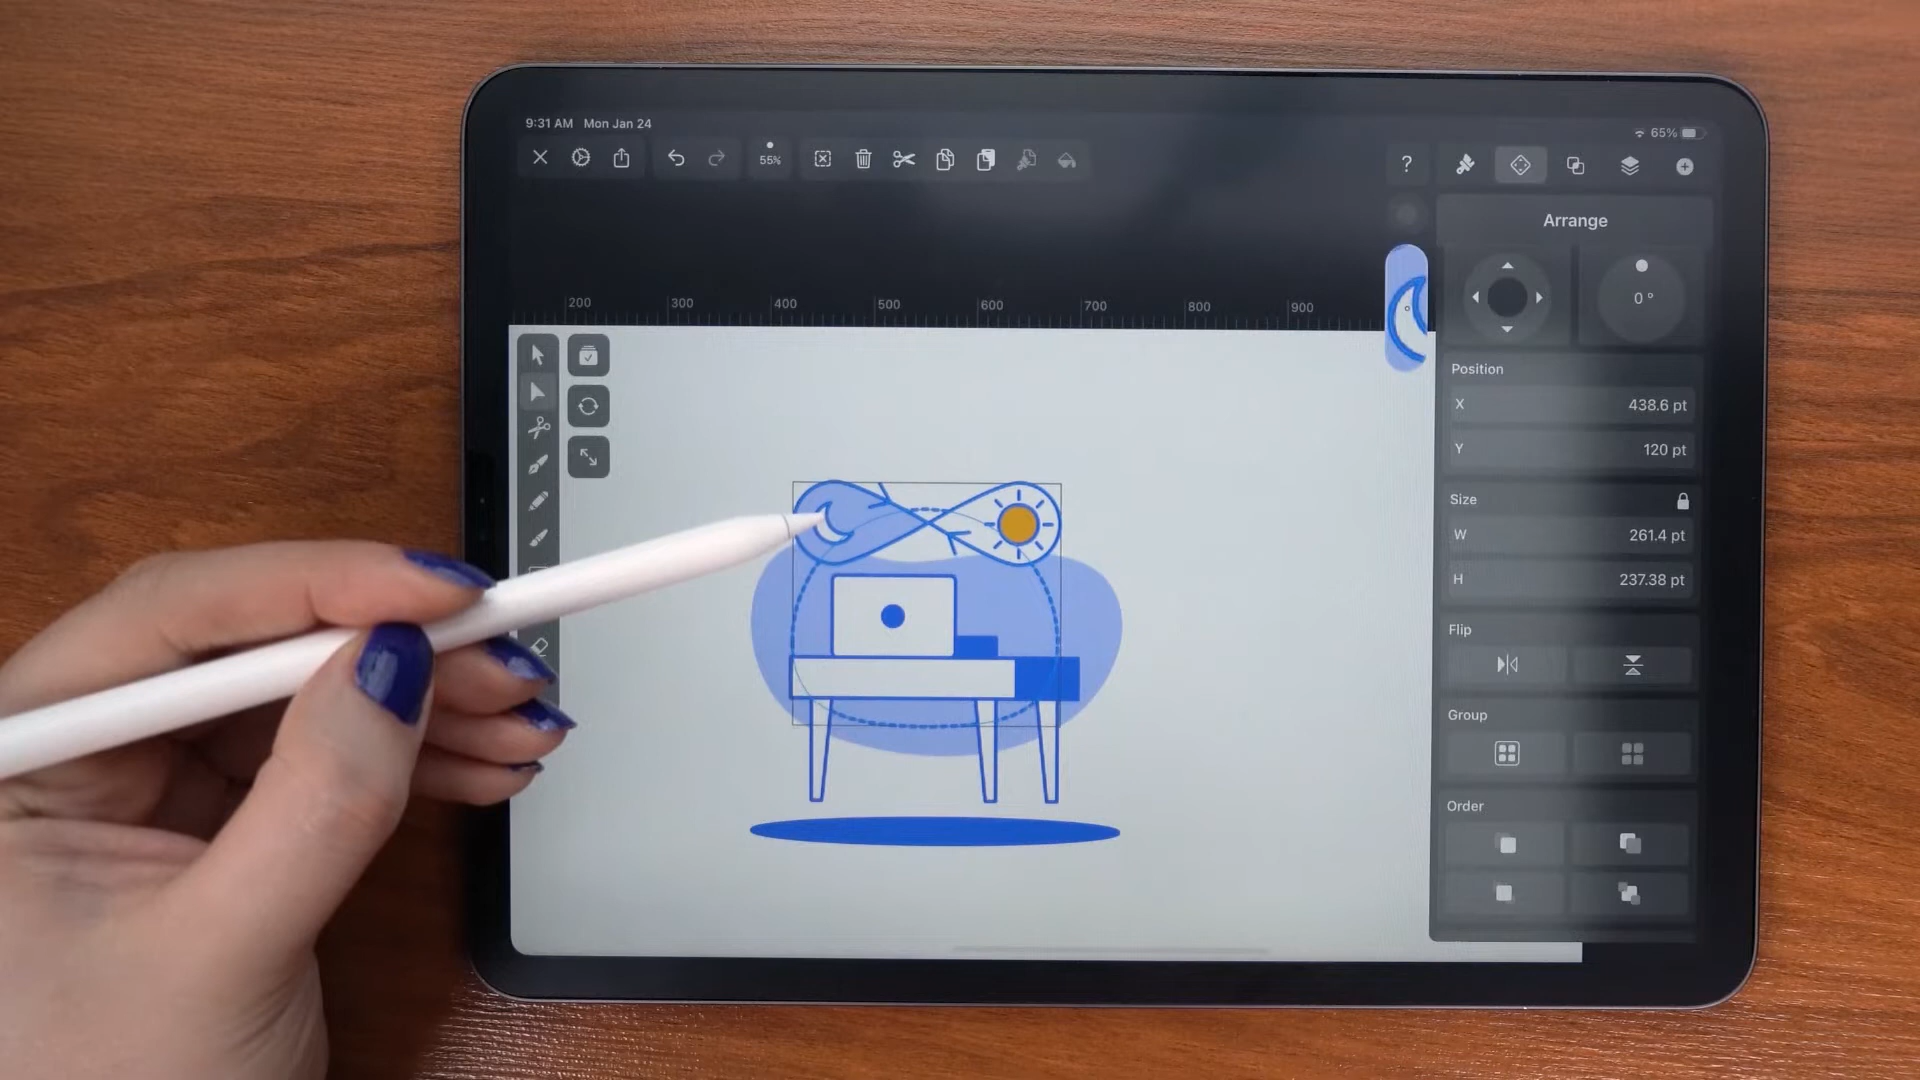 9:31 AM Mon Jan 24
65%
55%
?
Arrange
200 300 400 500 600 700 800 900
0 °
Position
X 438.6 pt
Y 120 pt
Size
W 261.4 pt
H 237.38 pt
Flip
Group
Order